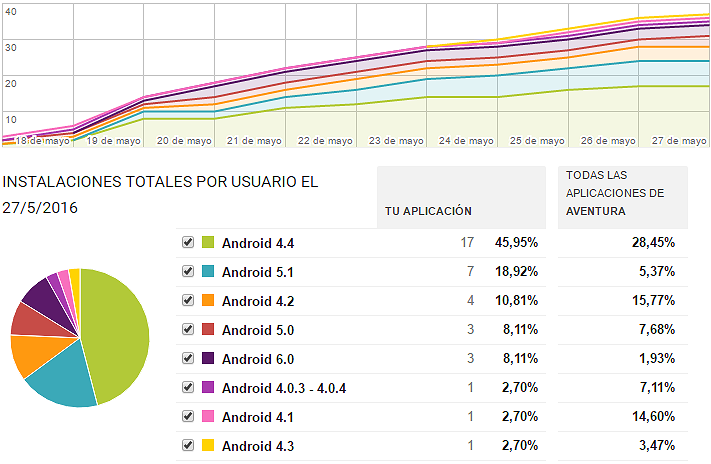 40
30
20
10
18 de mayo 19 de mayo 20 de mayo 21 de mayo 22 de mayo 23 de mayo 24 de mayo 25 de mayo 26 de mayo 27 de mayo
INSTALACIONES TOTALES POR USUARIO EL
27/5/2016
TU APLICACIÓN
TODAS LAS
APLICACIONES DE
AVENTURA
Android 4.4 17 45,95% 28,45%
Android 5.1 7 18,92% 5,37%
Android 4.2 4 10,81% 15,77%
Android 5.0 3 8,11% 7,68%
Android 6.0 3 8,11% 1,93%
Android 4.0.3 - 4.0.4 1 2,70% 7,11%
Android 4.1 1 2,70% 14,60%
Android 4.3 1 2,70% 3,47%